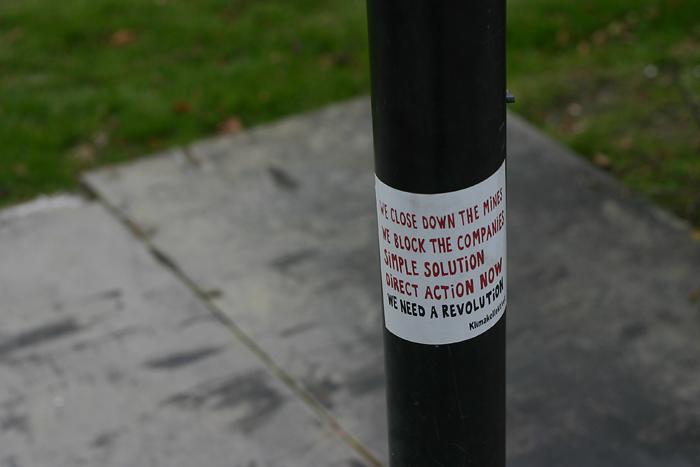 WE CLOSE DOWN THE MINES
WE BLOCK THE COMPANIES
SIMPLE SOLUTION
DIRECT ACTION NOW
WE NEED A REVOLUTION